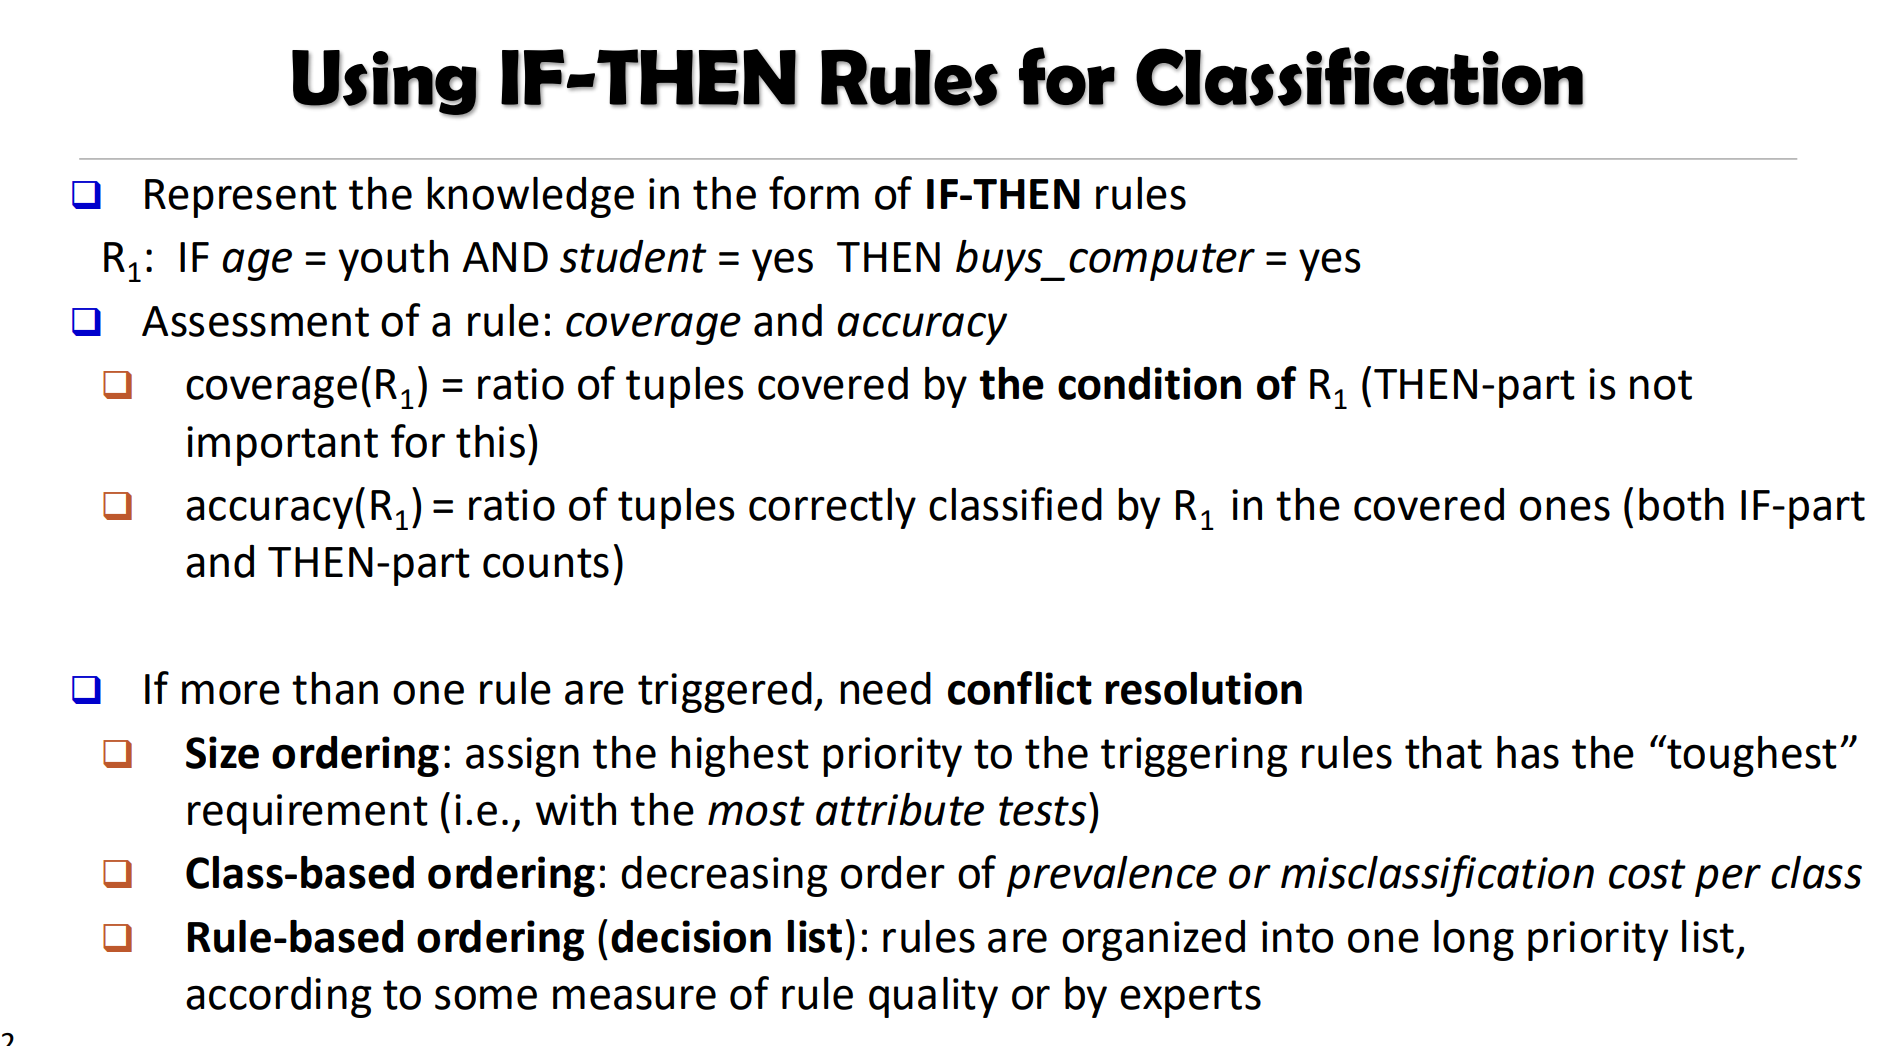 Using IF-THEN Rules for Classification
Represent the knowledge in the form of IF-THEN rules
R1: IF age = youth AND student = yes THEN buys_computer = yes
Assessment of a rule: coverage and accuracy
coverage(R1) = ratio of tuples covered by the condition of R1 (THEN-part is not
important for this)
accuracy(R1) = ratio of tuples correctly classified by R1 in the covered ones (both IF-part
and THEN-part counts)
If more than one rule are triggered, need conflict resolution
Size ordering: assign the highest priority to the triggering rules that has the “toughest”
requirement (i.e., with the most attribute tests)
Class-based ordering: decreasing order of prevalence or misclassification cost per class
Rule-based ordering (decision list): rules are organized into one long priority list,
according to some measure of rule quality or by experts
2